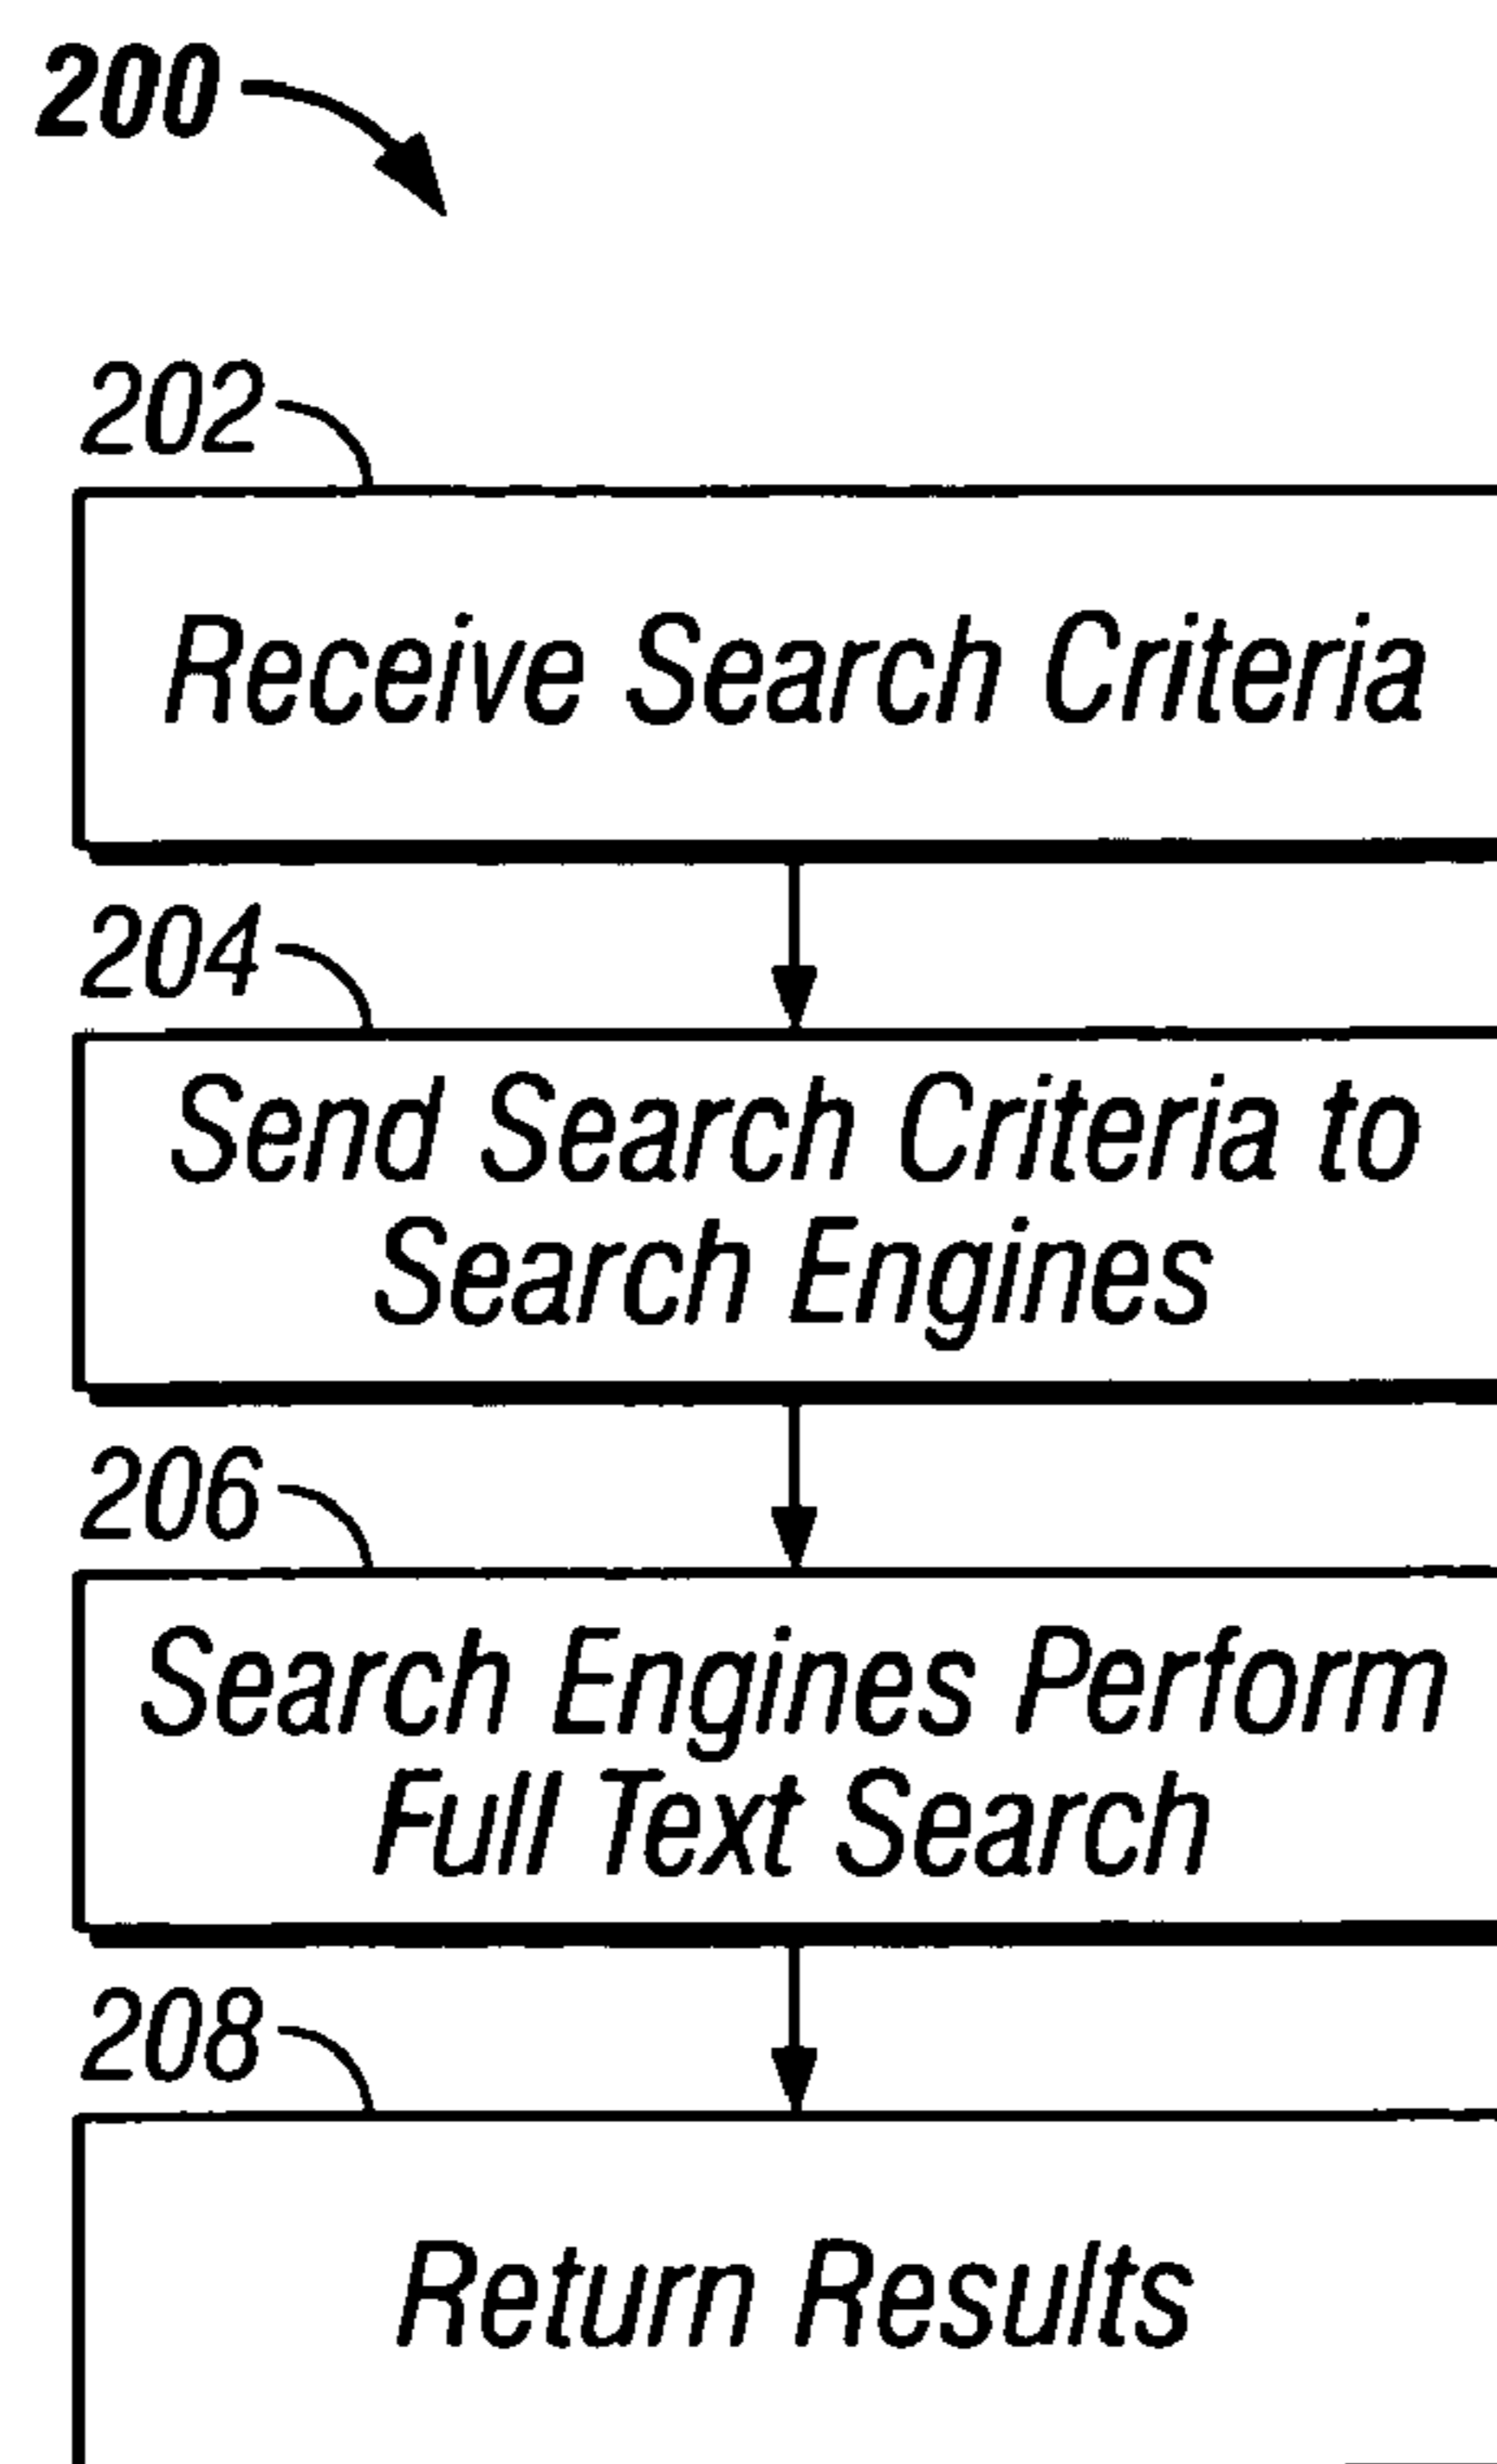 200
202
Receive Search Criteria
204
Send Search Criteria to
Search Engines
206
Search Engines Perform
Full Text Search
208
Return Results